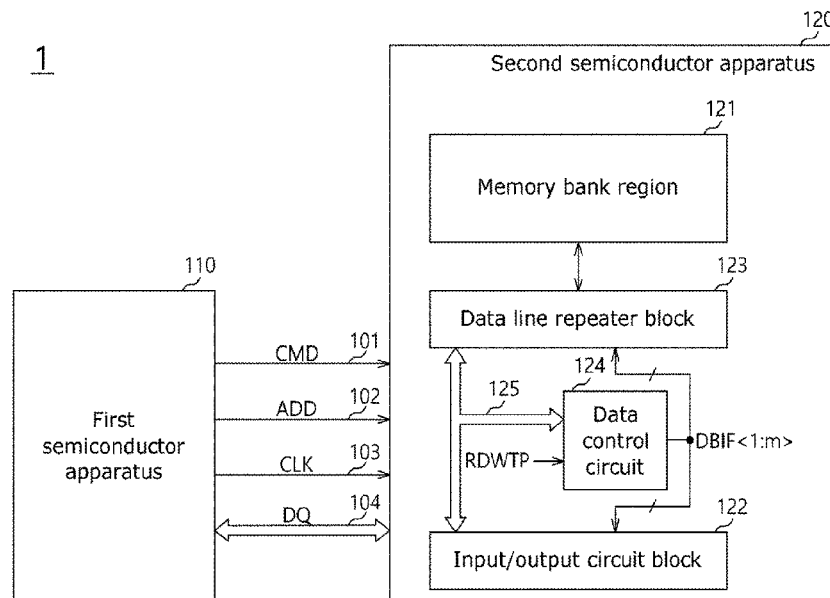 1
120
Second semiconductor apparatus
121
Memory bank region
110
123
Data line repeater block
CMD 101
ADD 102
CLK 103
DQ 104
First
semiconductor
apparatus
125
124
Data
control
circuit
RDWTP
DBIF<1:m>
122
Input/output circuit block